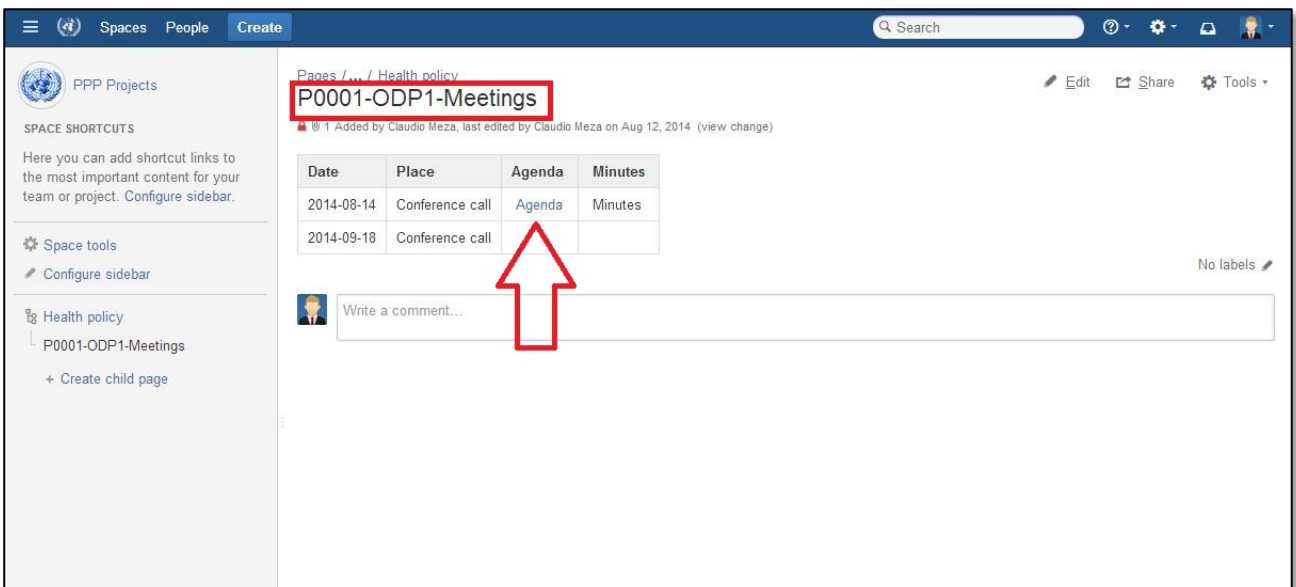 Spaces People Create Search
PPP Projects
SPACE SHORTCUTS
Here you can add shortcut links to
the most important content for your
team or project. Configure sidebar.
Space tools
Configure sidebar
Health policy
P0001-ODP1-Meetings
+ Create child page
Pages /... / Health policy
P0001-ODP1-Meetings
1 Added by Claudio Meza, last edited by Claudio Meza on Aug 12, 2014 (view change)
Edit Share Tools
Date Place Agenda Minutes
2014-08-14 Conference call Agenda Minutes
2014-09-18 Conference call
No labels
Write a comment...